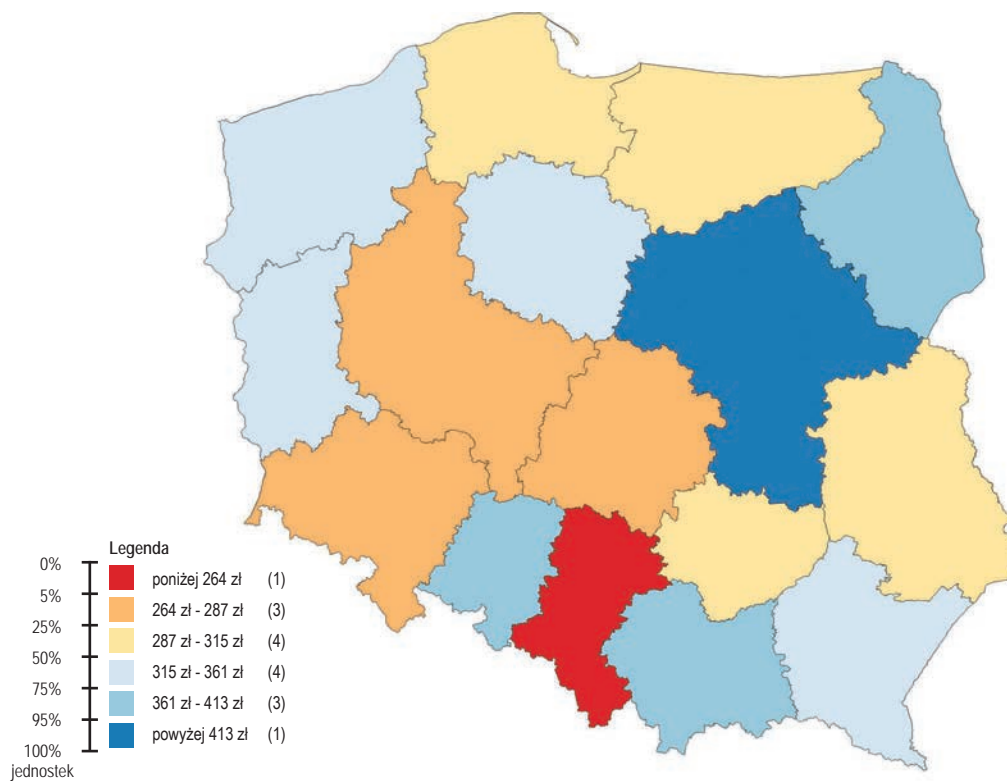 Legenda
0%
5%
25%
50%
75%
95%
100%
jednostek
poniżej 264 zł (1)
264 zł - 287 zł (3)
287 zł - 315 zł (4)
315 zł - 361 zł (4)
361 zł - 413 zł (3)
powyżej 413 zł (1)